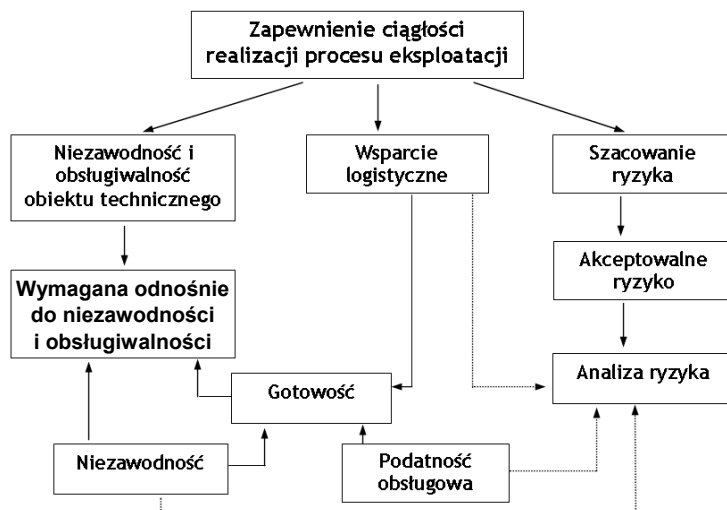 Zapewnienie ciągłości
realizacji procesu eksploatacji
Niezawodność i
obsługiwalność
obiektu technicznego
Wsparcie
logistyczne
Szacowanie
ryzyka
Akceptowalne
ryzyko
Wymagana odnośnie
do niezawodności
i obsługiwalności
Gotowość
Analiza ryzyka
Niezawodność
Podatność
obsługowa